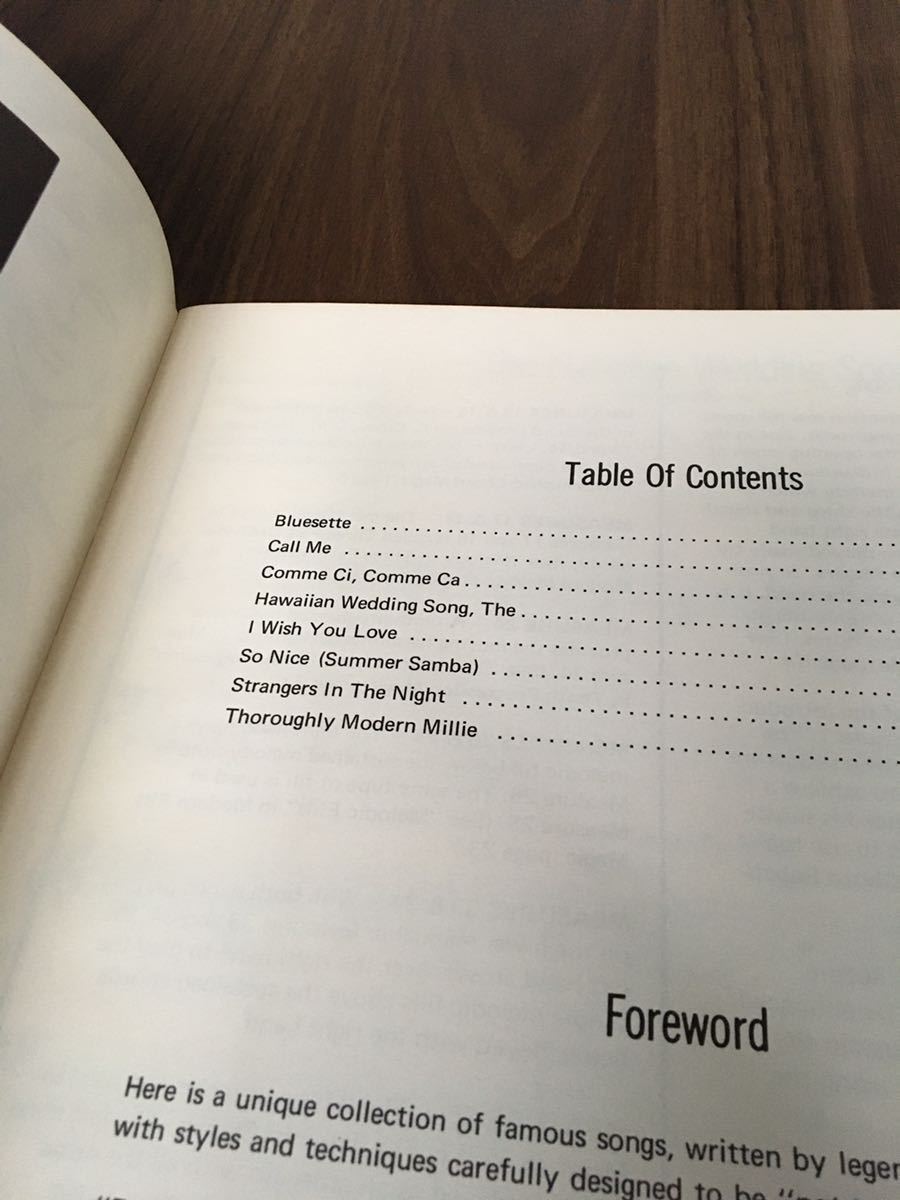 Table Of Contents
Bluesette . . . . . . . . . . . . . . . . . . . . . . . . . . . . . . . . . . . . . . . . . . . . . . . . . .
Call Me . . . . . . . . . . . . . . . . . . . . . . . . . . . . . . . . . . . . . . . . . . . . . . . . . . .
Comme Ci, Comme Ca . . . . . . . . . . . . . . . . . . . . . . . . . . . . . . . . . . . . . .
Hawaiian Wedding Song, The . . . . . . . . . . . . . . . . . . . . . . . . . . . . . . . .
I Wish You Love . . . . . . . . . . . . . . . . . . . . . . . . . . . . . . . . . . . . . . . . . .
So Nice (Summer Samba) . . . . . . . . . . . . . . . . . . . . . . . . . . . . . . . . . . .
Strangers In The Night . . . . . . . . . . . . . . . . . . . . . . . . . . . . . . . . . . . . .
Thoroughly Modern Millie . . . . . . . . . . . . . . . . . . . . . . . . . . . . . . . . . .
Foreword
Here is a unique collection of famous songs, written by
with styles and techniques carefully designed to be